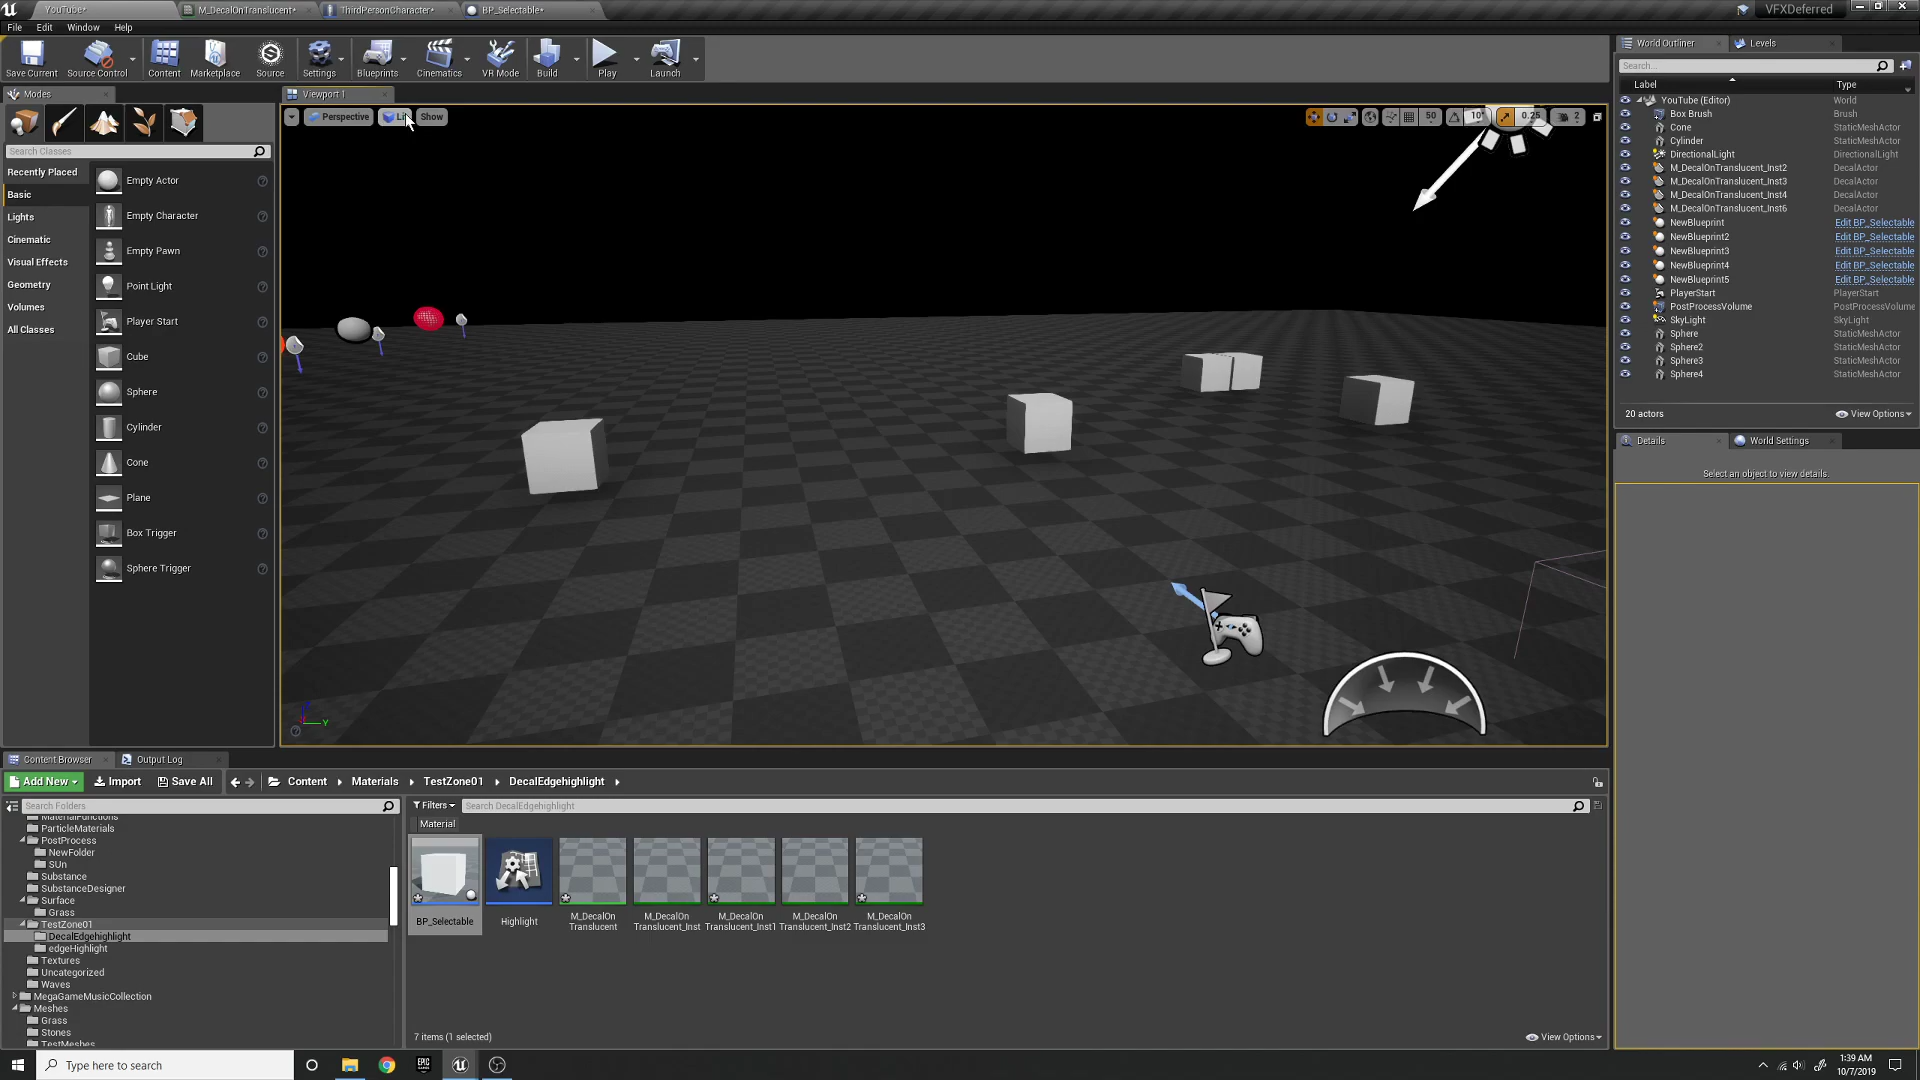 YouTube*
M_DecalOnTranslucent*
ThirdPersonCharacter*
BP_Selectable*
VFXDeferred
File Edit Window Help
Save Current
Source Control
Content
Marketplace
Source
Settings
Blueprints
Cinematics
VR Mode
Build
Play
Launch
Modes
Search Classes
Recently Placed
Basic
Lights
Cinematic
Visual Effects
Geometry
Volumes
All Classes
Empty Actor
Empty Character
Empty Pawn
Point Light
Player Start
Cube
Sphere
Cylinder
Cone
Plane
Box Trigger
Sphere Trigger
Viewport 1
Perspective
Show
50
10°
0.25
2
Y
World Outliner
Levels
Search...
Label Type
YouTube (Editor) World
Box Brush Brush
Cone StaticMeshActor
Cylinder StaticMeshActor
DirectionalLight DirectionalLight
M_DecalOnTranslucent_Inst2 DecalActor
M_DecalOnTranslucent_Inst3 DecalActor
M_DecalOnTranslucent_Inst4 DecalActor
M_DecalOnTranslucent_Inst6 DecalActor
NewBlueprint Edit BP_Selectable
NewBlueprint2 Edit BP_Selectable
NewBlueprint3 Edit BP_Selectable
NewBlueprint4 Edit BP_Selectable
NewBlueprint5 Edit BP_Selectable
PlayerStart PlayerStart
PostProcessVolume PostProcessVolume
SkyLight SkyLight
Sphere StaticMeshActor
Sphere2 StaticMeshActor
Sphere3 StaticMeshActor
Sphere4 StaticMeshActor
20 actors
View Options
Details
World Settings
Select an object to view details.
Content Browser
Output Log
Add New
Import
Save All
Content Materials TestZone01 DecalEdgehighlight
Search Folders
MaterialFunctions
ParticleMaterials
PostProcess
NewFolder
SUn
Substance
SubstanceDesigner
Surface
Grass
TestZone01
DecalEdgehighlight
edgeHighlight
Textures
Uncategorized
Waves
MegaGameMusicCollection
Meshes
Grass
Stones
TestMeshes
Filters
Search DecalEdgehighlight
Material
BP_Selectable
Highlight
M_DecalOn
Translucent
M_DecalOn
Translucent_Inst
M_DecalOn
Translucent_Inst1
M_DecalOn
Translucent_Inst2
M_DecalOn
Translucent_Inst3
7 items (1 selected)
View Options
Type here to search
EPIC
GAMES
1:39 AM
10/7/2019